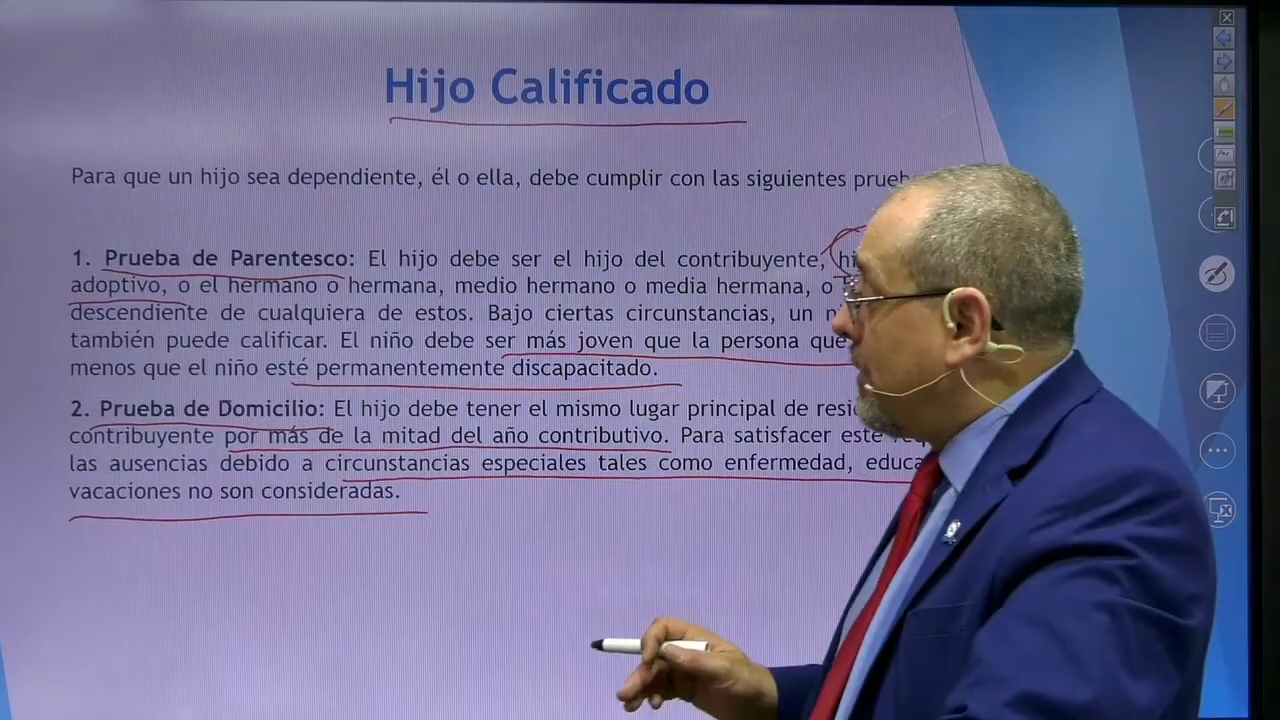 Hijo Calificado
Para que un hijo sea dependiente, él o ella, debe cumplir con las siguientes
1. Prueba de Parentesco: El hijo debe ser el hijo del contribuyente,
adoptivo, o el hermano o hermana, medio hermano o media hermana, o
descendiente de cualquiera de estos. Bajo ciertas circunstancias, un
también puede calificar. El niño debe ser más joven que la persona que
menos que el niño esté permanentemente discapacitado.
2. Prueba de Domicilio: El hijo debe tener el mismo lugar principal de
contribuyente por más de la mitad del año contributivo. Para satisfacer este
las ausencias debido a circunstancias especiales tales como enfermedad,
vacaciones no son consideradas.